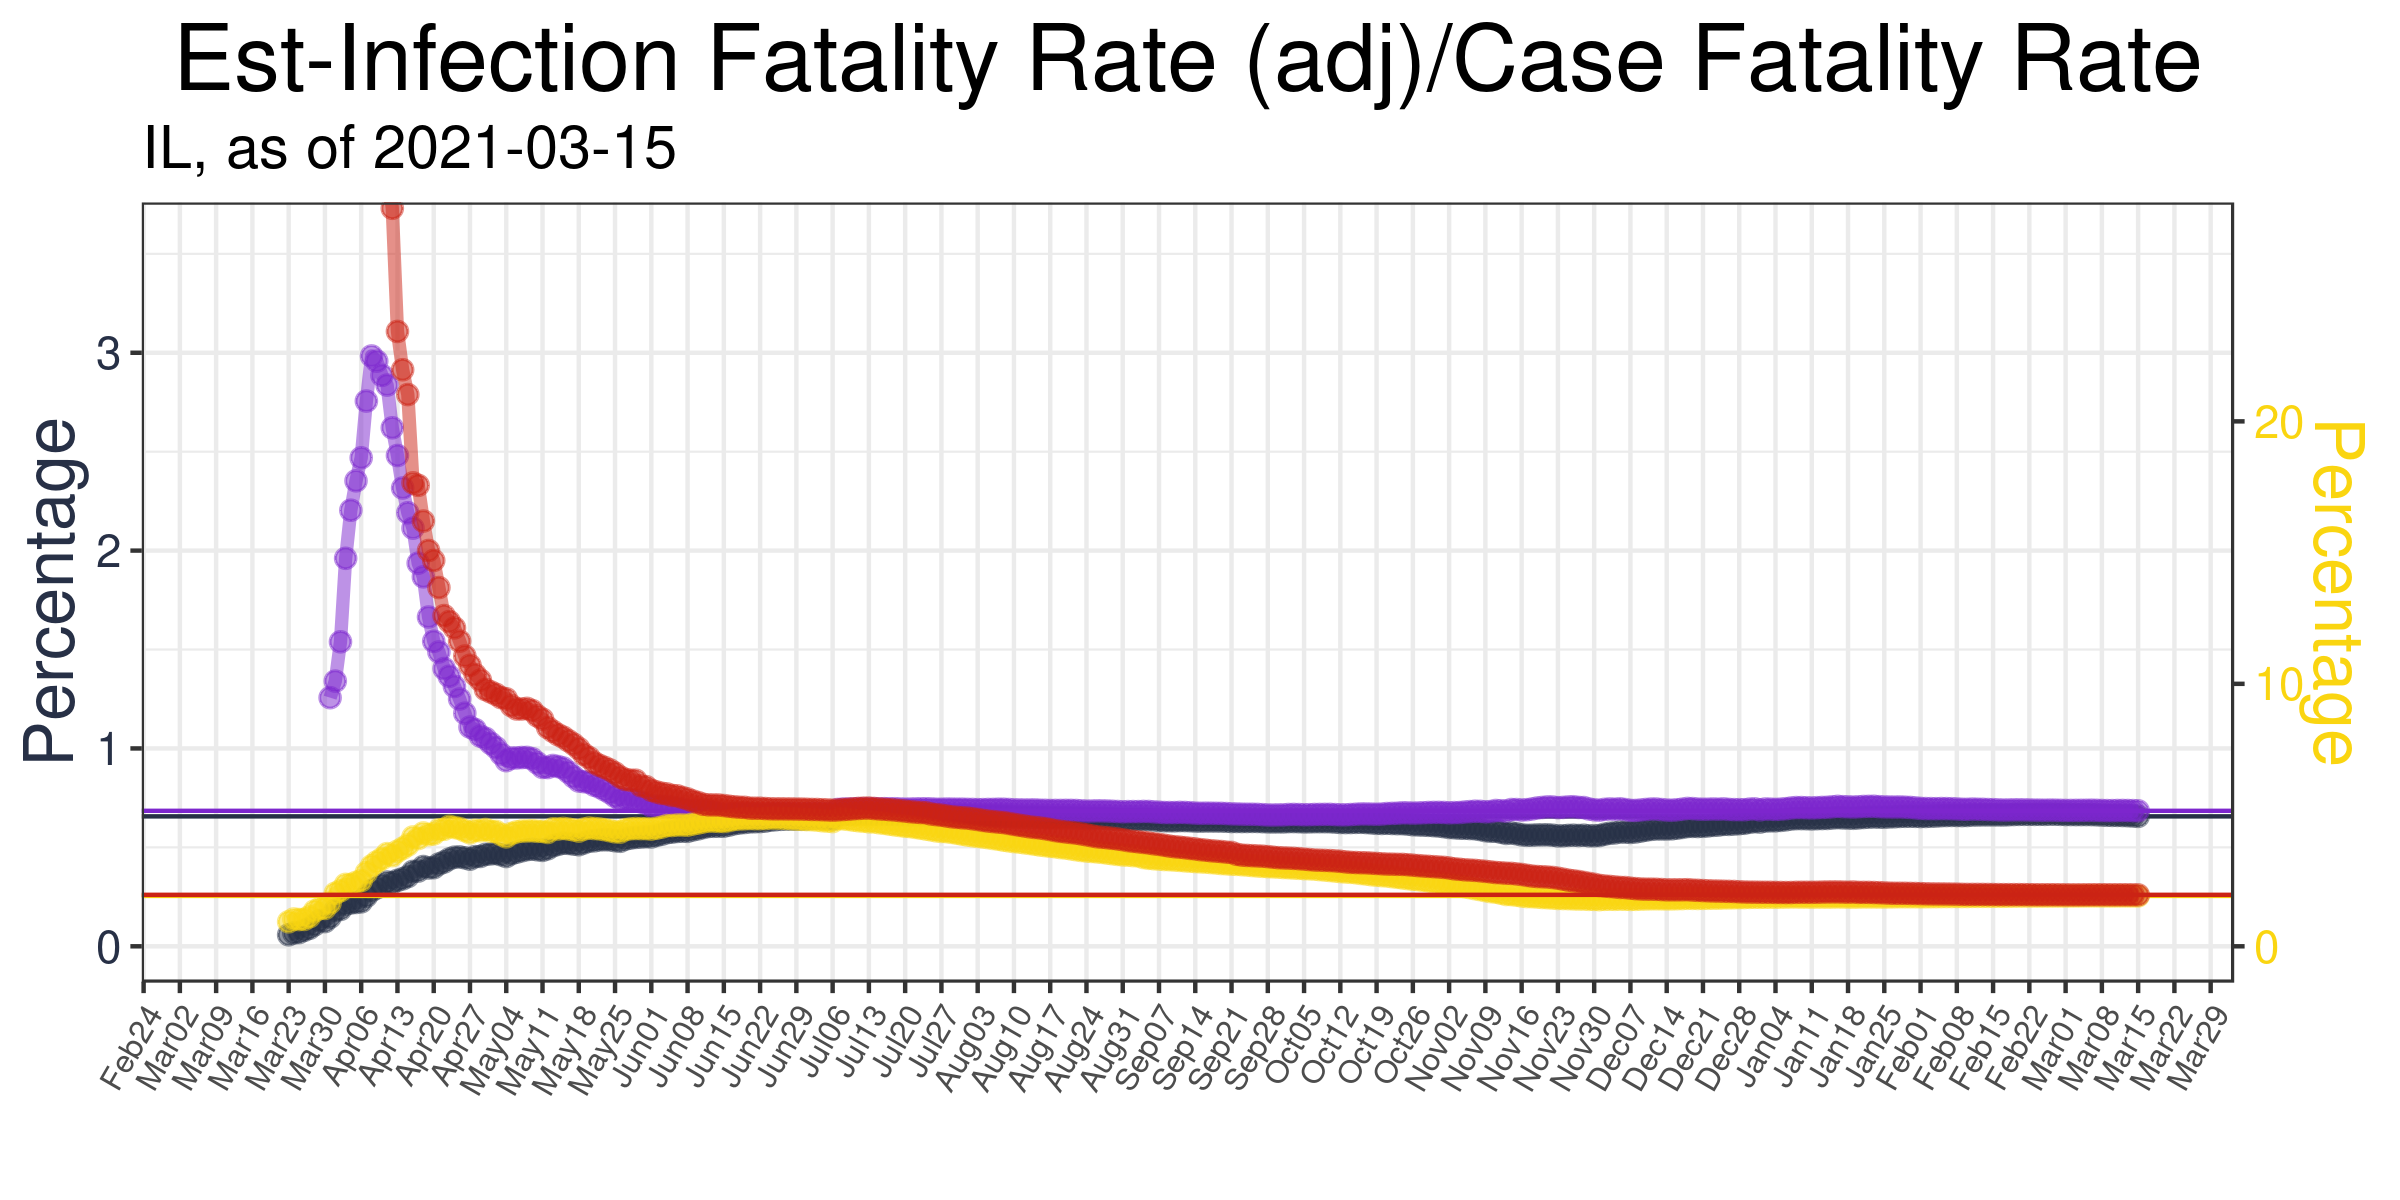 Est-Infection Fatality Rate (adj)/Case Fatality Rate
IL, as of 2021-03-15
Percentage
3
2
1
0
20
10
0
Percentage
Feb24
Mar02
Mar09
Mar16
Mar23
Mar30
Apr06
Apr13
Apr20
Apr27
May04
May11
May18
May25
Jun01
Jun08
Jun15
Jun22
Jun29
Jul06
Jul13
Jul20
Jul27
Aug03
Aug10
Aug17
Aug24
Aug31
Sep07
Sep14
Sep21
Sep28
Oct05
Oct12
Oct19
Oct26
Nov02
Nov09
Nov16
Nov23
Nov30
Dec07
Dec14
Dec21
Dec28
Jan04
Jan11
Jan18
Jan25
Feb01
Feb08
Feb15
Feb22
Mar01
Mar08
Mar15
Mar22
Mar29